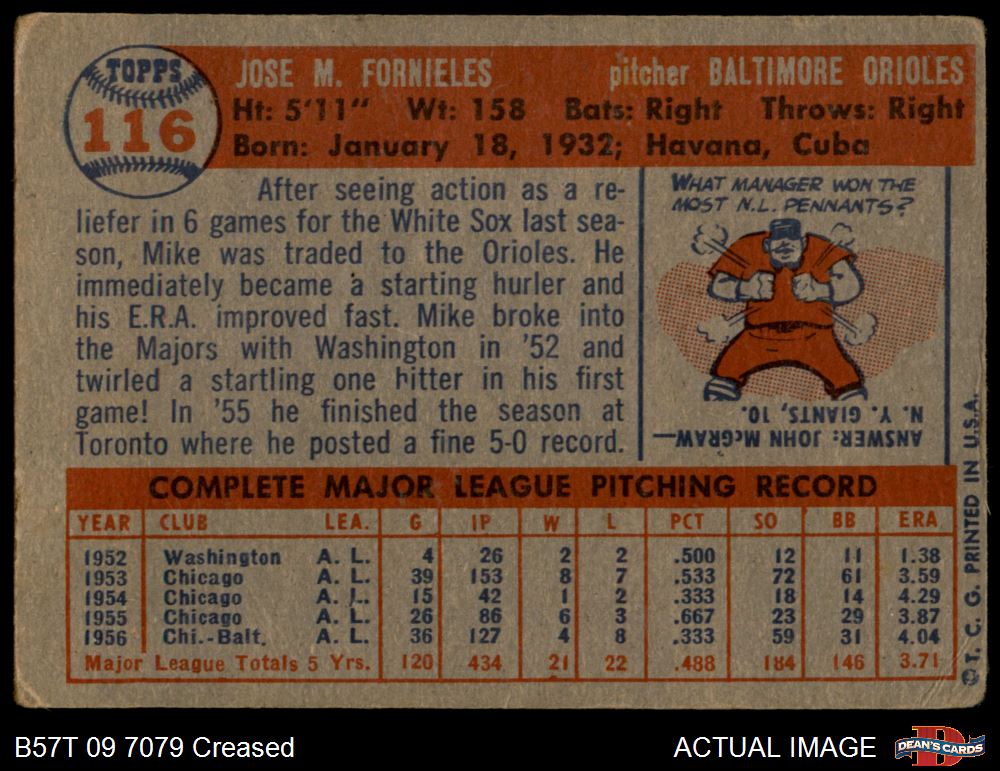 TOPPS
116
JOSE M. FORNIELES pitcher BALTIMORE ORIOLES
Ht: 5'11" Wt: 158 Bats: Right Throws: Right
Born: January 18, 1932; Havana, Cuba
After seeing action as a re-
liefer in 6 games for the White Sox last sea-
son, Mike was traded to the Orioles. He
immediately became a starting hurler and
his E.R.A. improved fast. Mike broke into
the Majors with Washington in '52 and
twirled a startling one hitter in his first
game! In '55 he finished the season at
Toronto where he posted a fine 5-0 record.
WHAT MANAGER WON THE
MOST N.L. PENNANTS?
ANSWER: JOHN McGRAW—
N. Y. GIANTS, 10.
COMPLETE MAJOR LEAGUE PITCHING RECORD
YEAR CLUB LEA. G IP W L PCT SO BB ERA
1952 Washington A. L. 4 26 2 2 .500 12 11 1.38
1953 Chicago A. L. 39 153 8 7 .533 72 61 3.59
1954 Chicago A. L. 15 42 1 2 .333 18 14 4.29
1955 Chicago A. L. 26 86 6 3 .667 23 29 3.87
1956 Chi.-Balt. A. L. 36 127 4 8 .333 59 31 4.04
Major League Totals 5 Yrs. 120 434 21 22 .488 184 146 3.71
© T. C. G. PRINTED IN U.S.A.
B57T 09 7079 Creased
ACTUAL IMAGE
D
DEAN'S CARDS